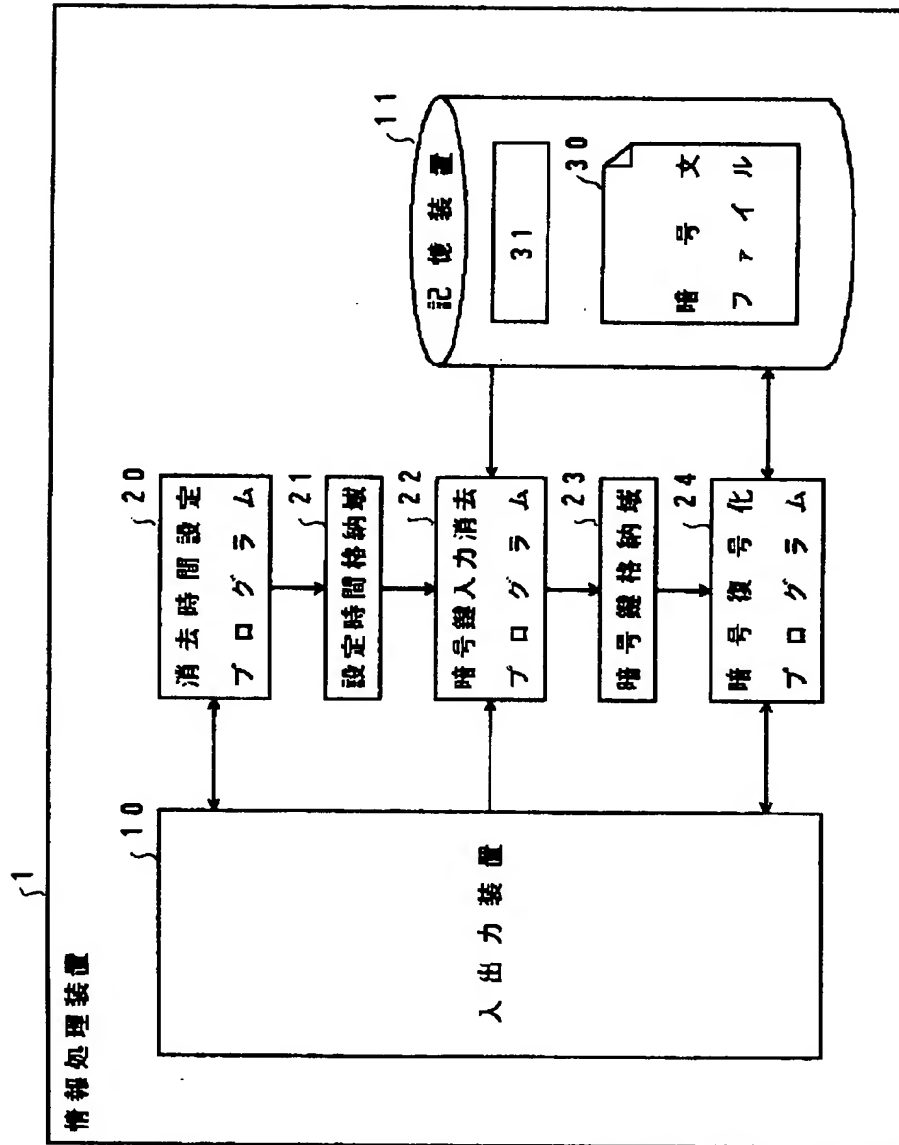 1
情報処理装置
10
入出力装置
20
消去時間設定
プログラム
21
設定時間格納域
22
暗号鍵入力消去
プログラム
23
暗号鍵格納域
24
暗号復号化
プログラム
11
記憶装置
31
30
暗号文
ファイル